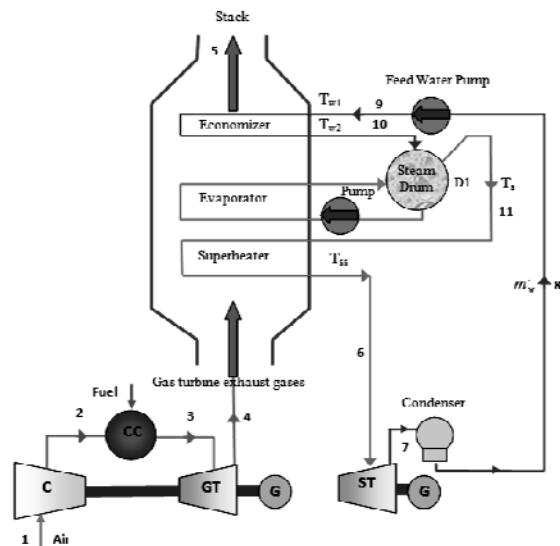 Stack
5
Feed Water Pump
Tw1
9
Economizer
Tw2
10
Steam
Drum
D1
Ts
Evaporator
Pump
11
Superheater
Tss
m·w
8
6
Gas turbine exhaust gases
Fuel
2
CC
3
4
Condenser
7
C
GT
G
ST
G
1
Air